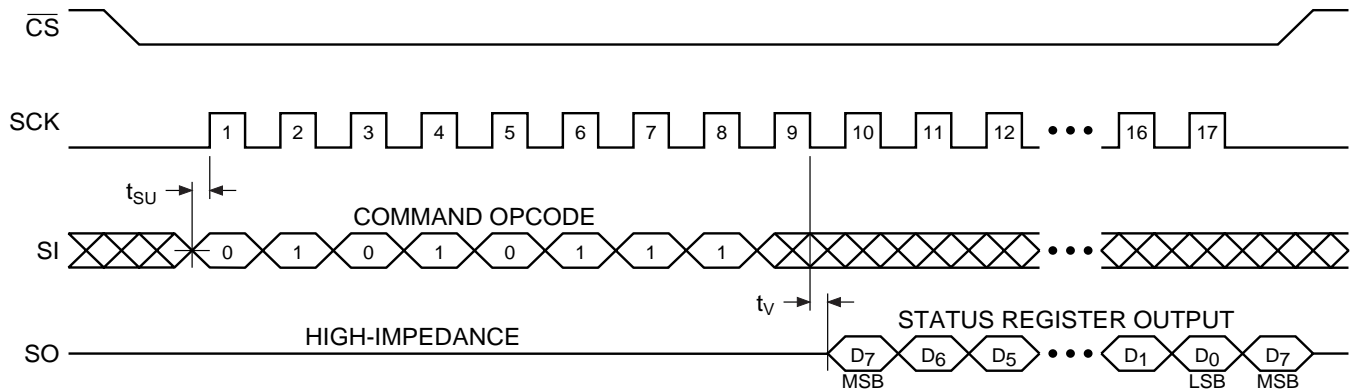 CS
SCK 1 2 3 4 5 6 7 8 9 10 11 12 ••• 16 17
tSU
COMMAND OPCODE
SI 0 1 0 1 0 1 1 1 •••
tV
HIGH-IMPEDANCE STATUS REGISTER OUTPUT
SO D7 D6 D5 ••• D1 D0 D7
MSB LSB MSB